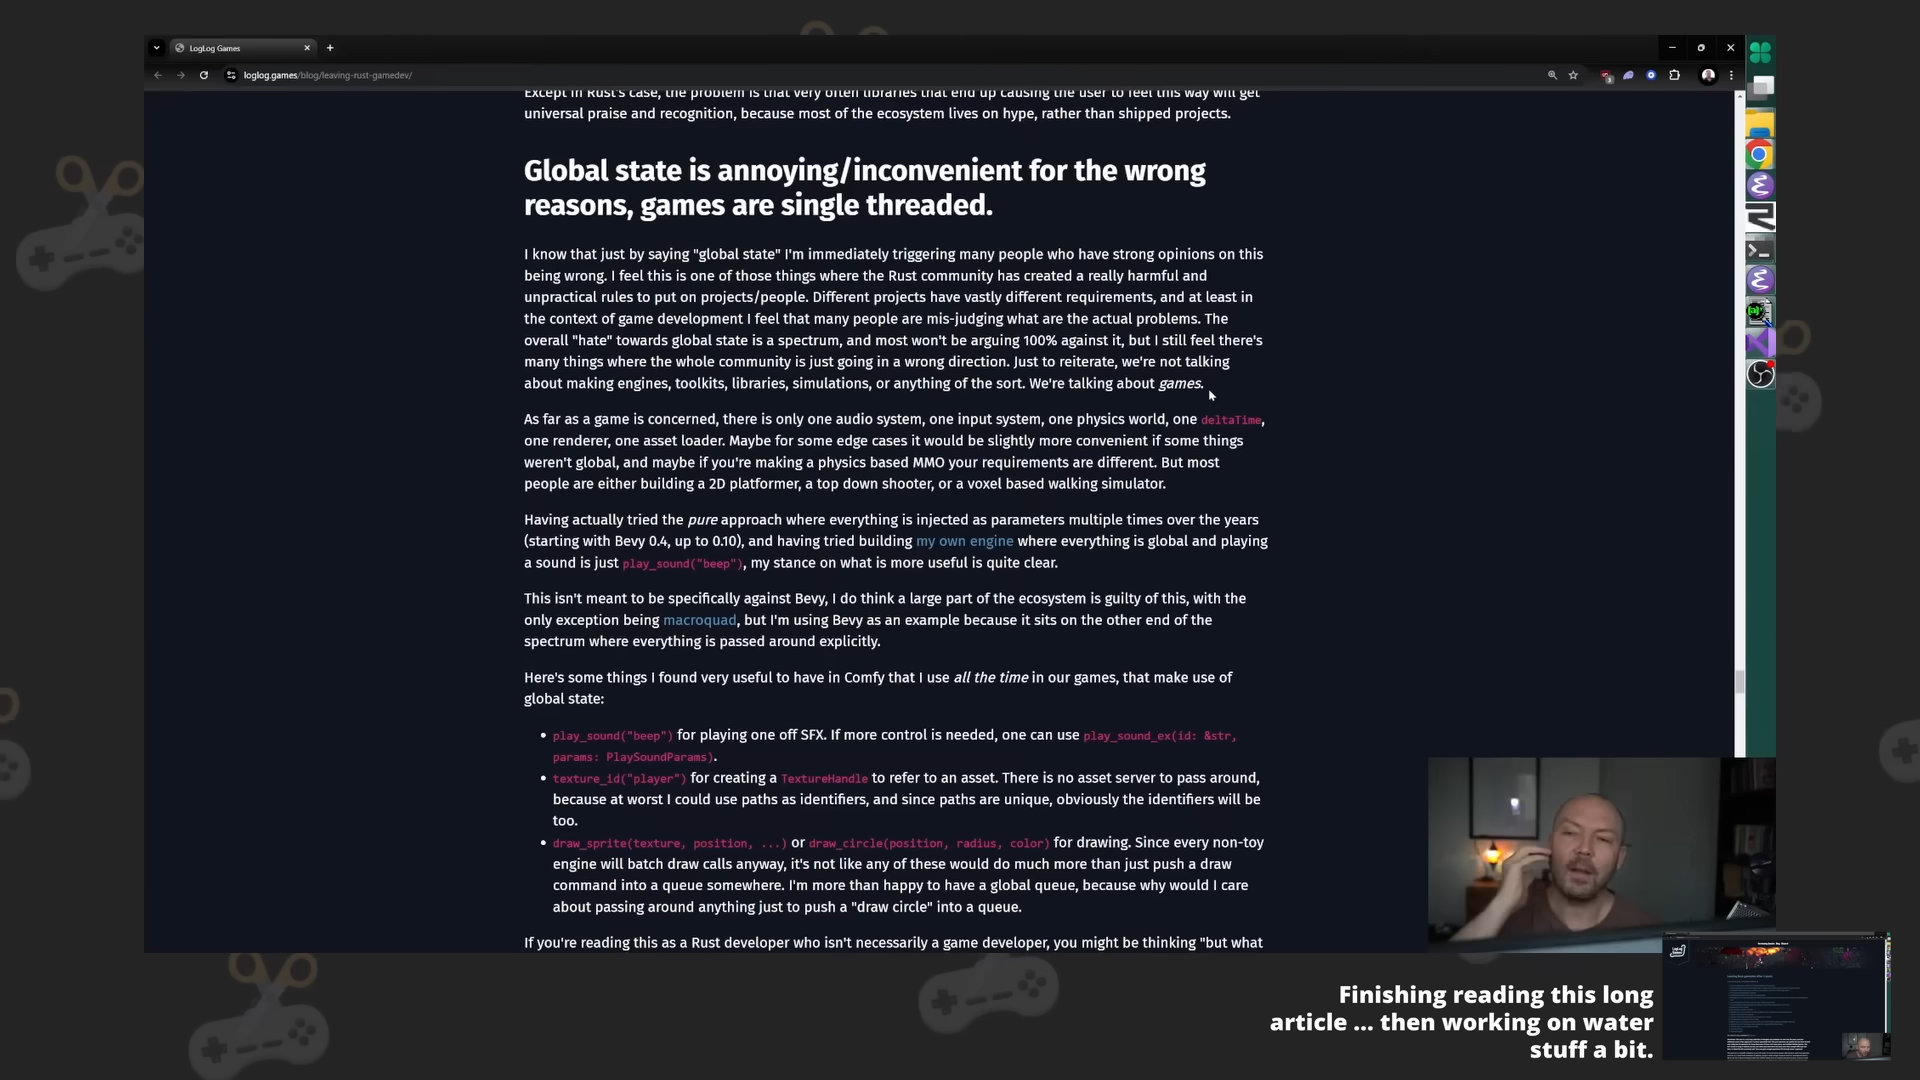 LogLog Games
loglog.games/blog/leaving-rust-gamedev/
Except in Rust's case, the problem is that very often libraries that end up causing the user to feel this way will get
universal praise and recognition, because most of the ecosystem lives on hype, rather than shipped projects.
Global state is annoying/inconvenient for the wrong
reasons, games are single threaded.
I know that just by saying "global state" I'm immediately triggering many people who have strong opinions on this
being wrong. I feel this is one of those things where the Rust community has created a really harmful and
unpractical rules to put on projects/people. Different projects have vastly different requirements, and at least in
the context of game development I feel that many people are mis-judging what are the actual problems. The
overall "hate" towards global state is a spectrum, and most won't be arguing 100% against it, but I still feel there's
many things where the whole community is just going in a wrong direction. Just to reiterate, we're not talking
about making engines, toolkits, libraries, simulations, or anything of the sort. We're talking about games.
As far as a game is concerned, there is only one audio system, one input system, one physics world, one deltaTime,
one renderer, one asset loader. Maybe for some edge cases it would be slightly more convenient if some things
weren't global, and maybe if you're making a physics based MMO your requirements are different. But most
people are either building a 2D platformer, a top down shooter, or a voxel based walking simulator.
Having actually tried the pure approach where everything is injected as parameters multiple times over the years
(starting with Bevy 0.4, up to 0.10), and having tried building my own engine where everything is global and playing
a sound is just play_sound("beep"), my stance on what is more useful is quite clear.
This isn't meant to be specifically against Bevy, I do think a large part of the ecosystem is guilty of this, with the
only exception being macroquad, but I'm using Bevy as an example because it sits on the other end of the
spectrum where everything is passed around explicitly.
Here's some things I found very useful to have in Comfy that I use all the time in our games, that make use of
global state:
• play_sound("beep") for playing one off SFX. If more control is needed, one can use play_sound_ex(id: &str,
params: PlaySoundParams).
• texture_id("player") for creating a TextureHandle to refer to an asset. There is no asset server to pass around,
because at worst I could use paths as identifiers, and since paths are unique, obviously the identifiers will be
too.
• draw_sprite(texture, position, ...) or draw_circle(position, radius, color) for drawing. Since every non-toy
engine will batch draw calls anyway, it's not like any of these would do much more than just push a draw
command into a queue somewhere. I'm more than happy to have a global queue, because why would I care
about passing around anything just to push a "draw circle" into a queue.
If you're reading this as a Rust developer who isn't necessarily a game developer, you might be thinking "but what
Finishing reading this long
article ... then working on water
stuff a bit.